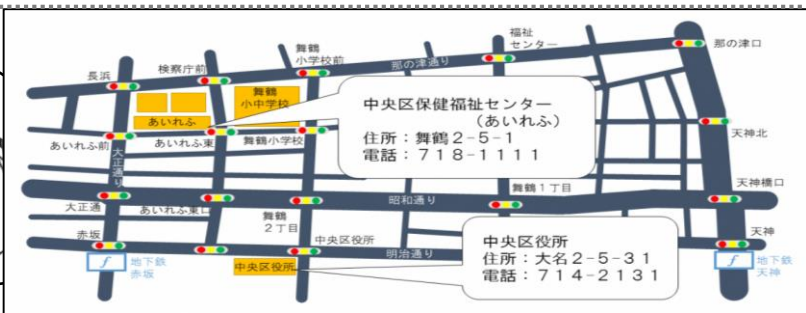 福祉
センター
那の津口
舞鶴
小学校前
那の津通り
検察庁前
長浜
舞鶴
小中学校
あいれふ
あいれふ前
あいれふ東
舞鶴小学校
中央区保健福祉センター
(あいれふ)
住所：舞鶴２-５-１
電話：７１８-１１１１
天神北
大正通り
大正通
あいれふ東口
昭和通り
舞鶴１丁目
天神橋口
舞鶴
２丁目
赤坂
中央区役所
明治通り
天神
地下鉄
赤坂
中央区役所
中央区役所
住所：大名２-５-３１
電話：７１４-２１３１
地下鉄
天神